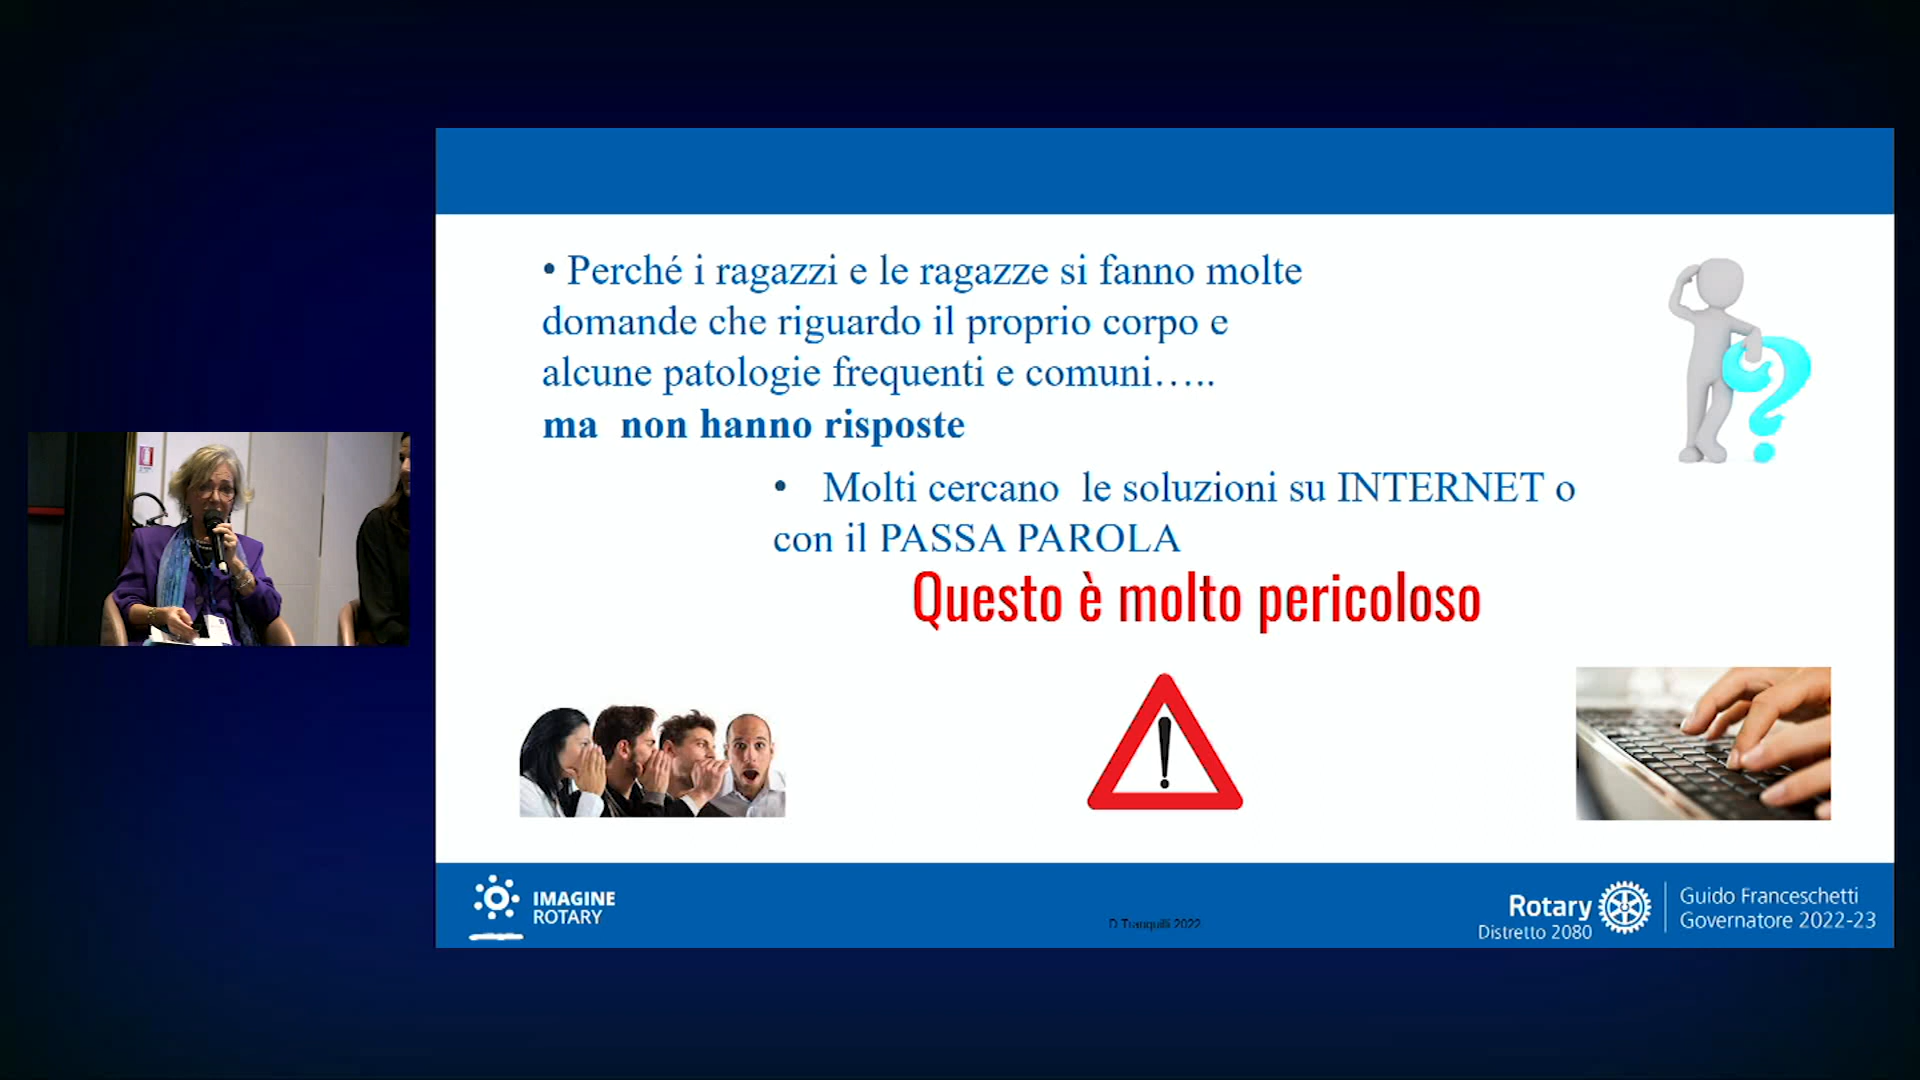 • Perché i ragazzi e le ragazze si fanno molte
domande che riguardo il proprio corpo e
alcune patologie frequenti e comuni…..
ma non hanno risposte
• Molti cercano le soluzioni su INTERNET o
con il PASSA PAROLA
Questo è molto pericoloso
!
IMAGINE
ROTARY
D Tranquilli 2022
Rotary
Distretto 2080
Guido Franceschetti
Governatore 2022-23